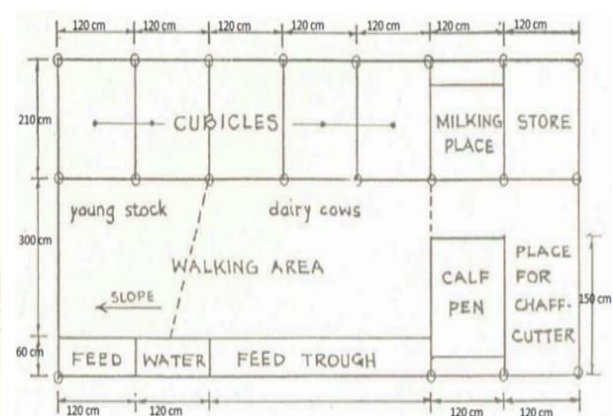 120 cm 120 cm 120 cm 120 cm 120 cm 120 cm 120 cm
210 cm
CUBICLES
MILKING
PLACE
STORE
young stock
dairy cows
300 cm
WALKING AREA
SLOPE
CALF
PEN
PLACE
FOR
CHAFF-
CUTTER
150 cm
60 cm
FEED
WATER
FEED TROUGH
120 cm 120 cm 120 cm 120 cm